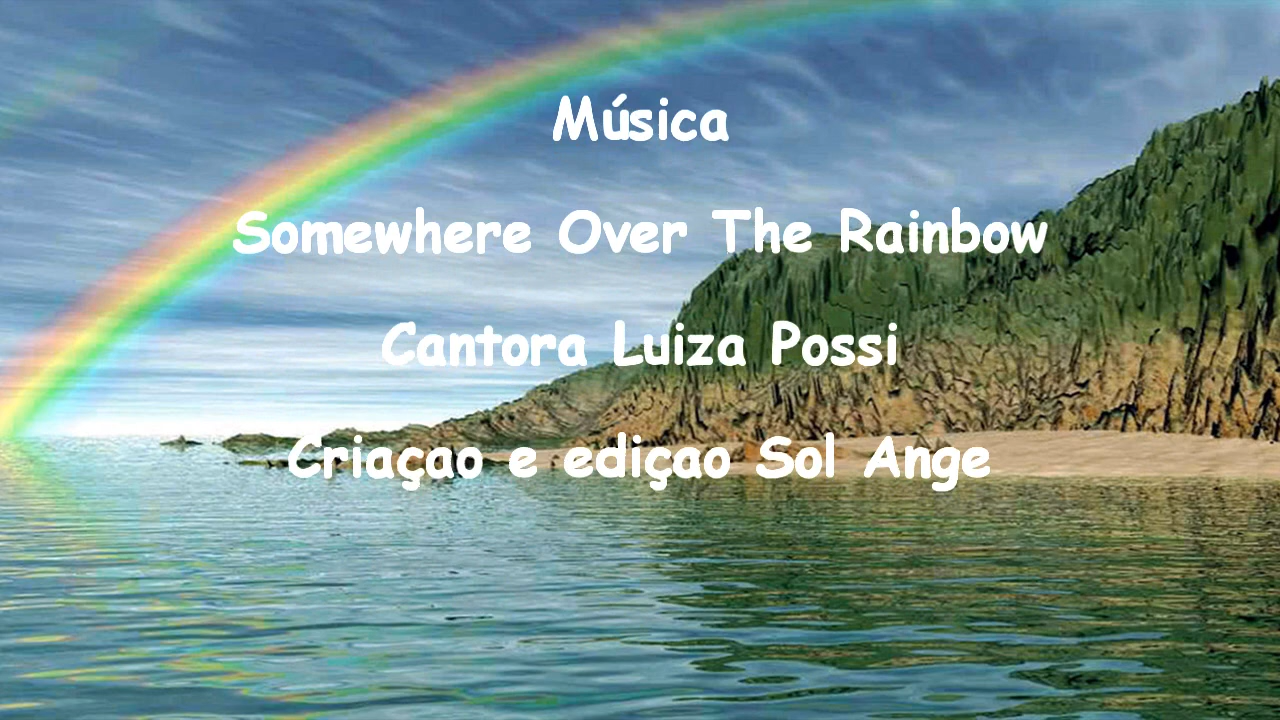 Música
Somewhere Over The Rainbow
Cantora Luiza Possi
Criaçao e ediçao Sol Ange